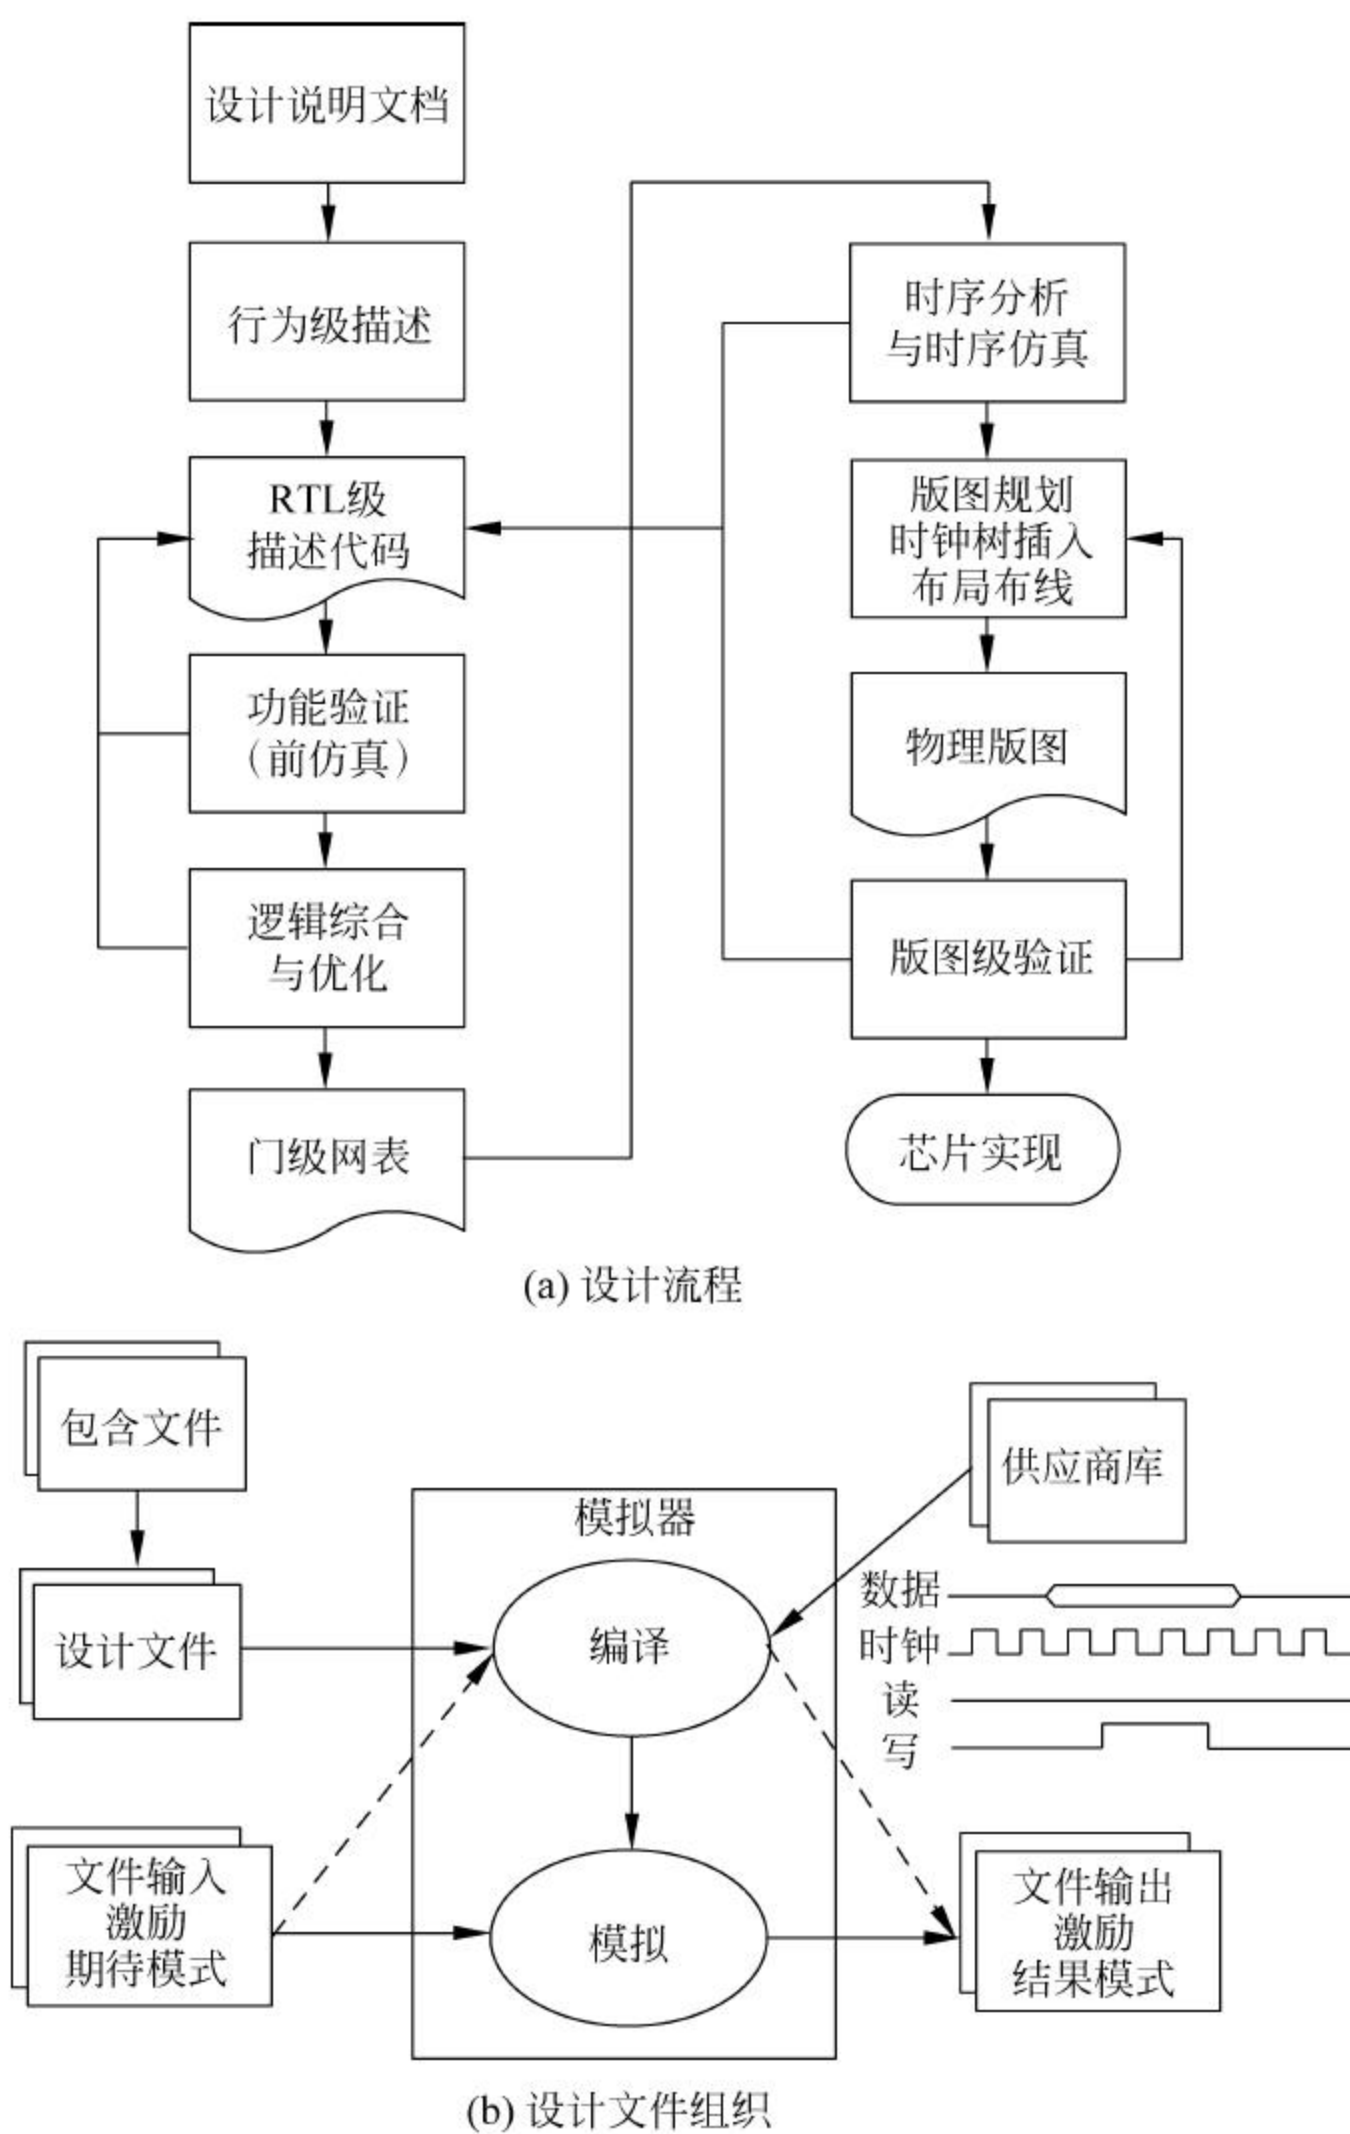 设计说明文档
行为级描述
RTL级
描述代码
功能验证
（前仿真）
逻辑综合
与优化
门级网表
时序分析
与时序仿真
版图规划
时钟树插入
布局布线
物理版图
版图级验证
芯片实现
(a) 设计流程
包含文件
设计文件
文件输入
激励
期待模式
模拟器
编译
模拟
供应商库
数据
时钟
读
写
文件输出
激励
结果模式
(b) 设计文件组织